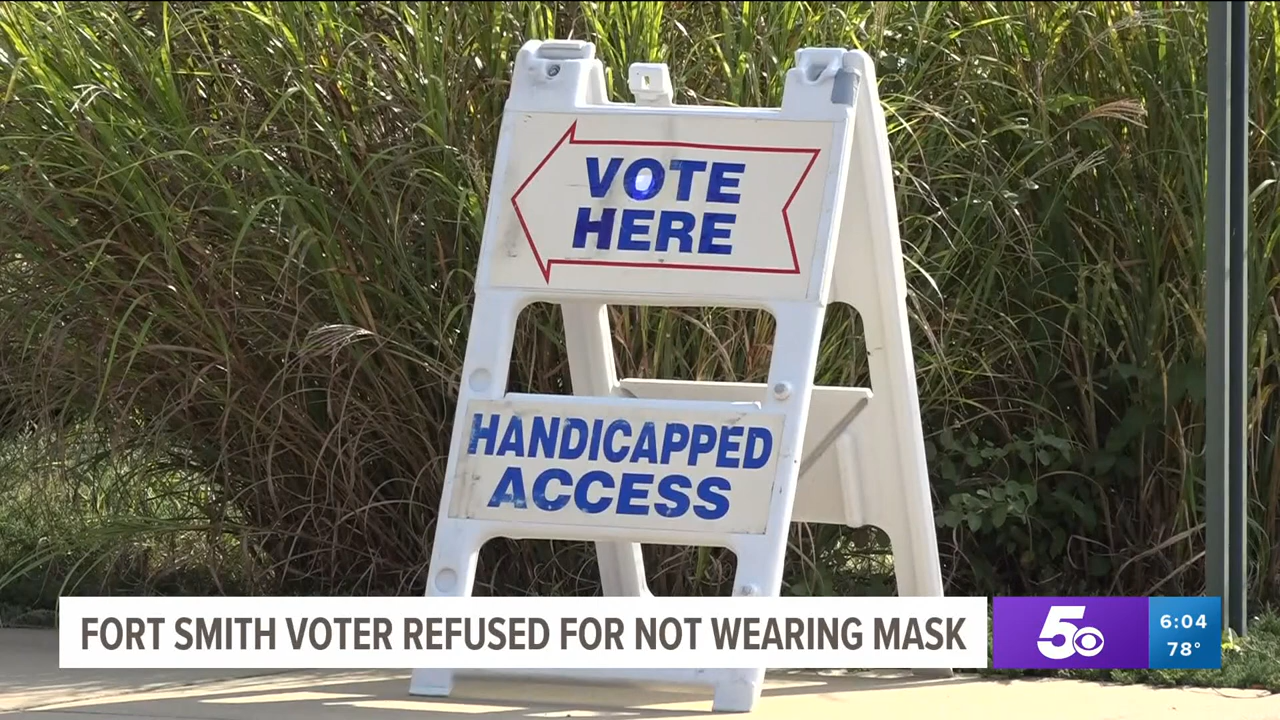 VOTE
HERE
HANDICAPPED
ACCESS
FORT SMITH VOTER REFUSED FOR NOT WEARING MASK
5
6:04
78°